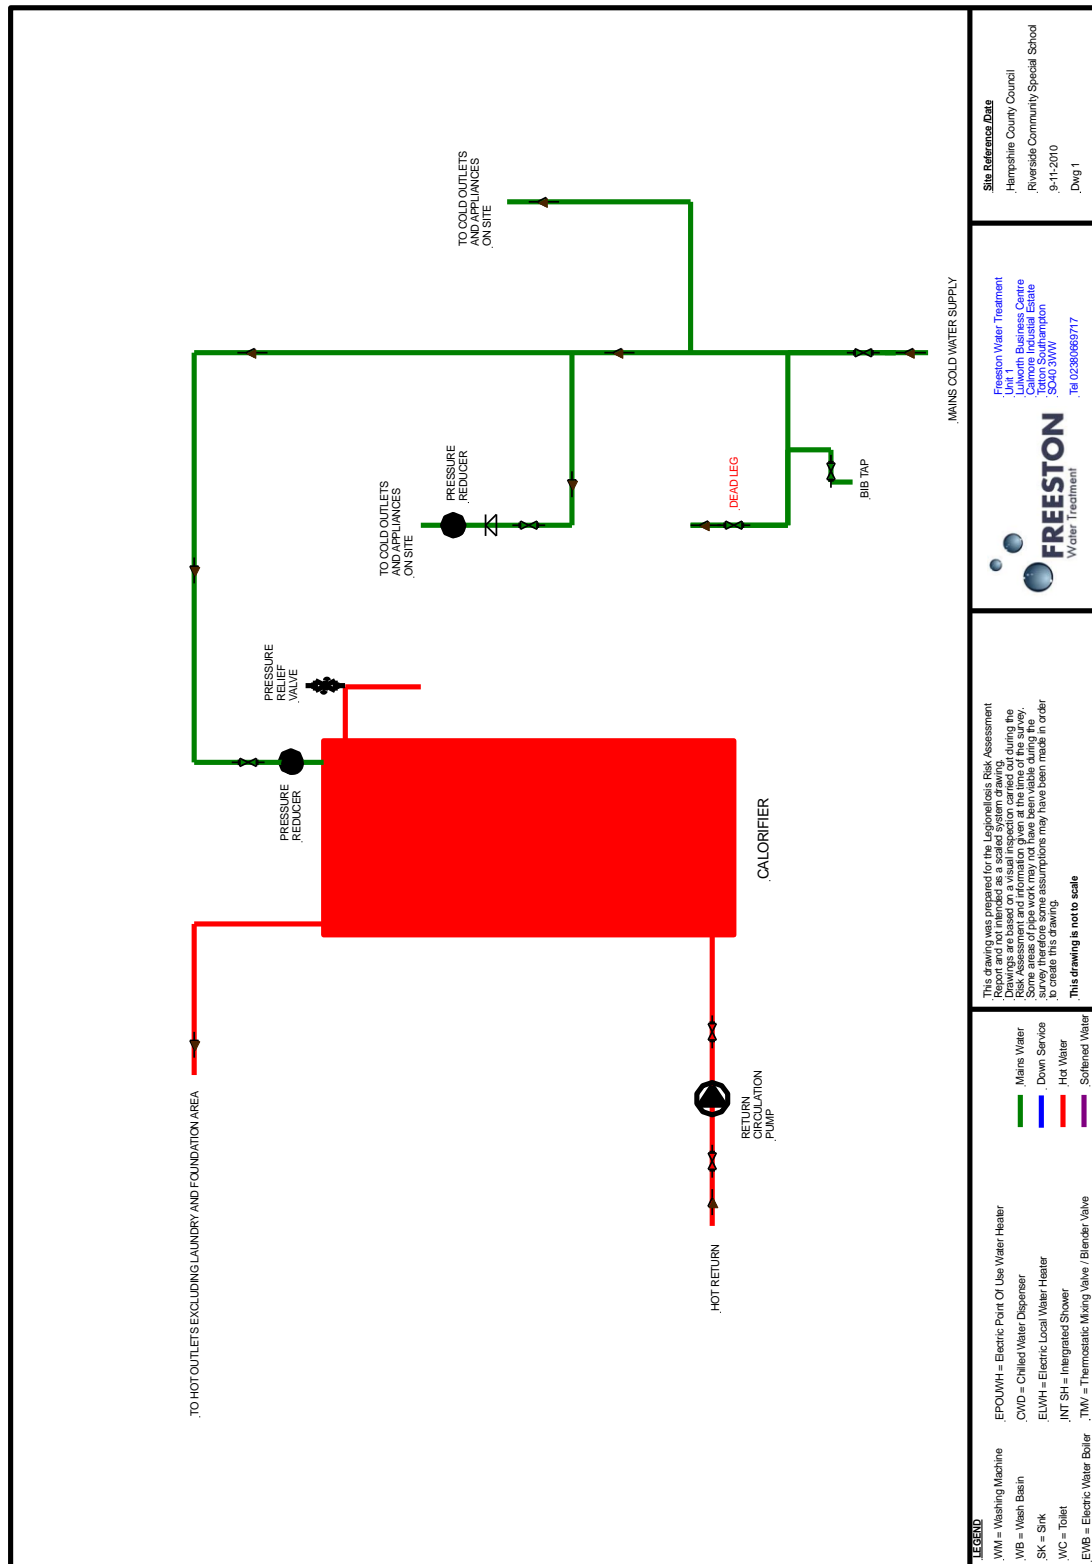 TO HOT OUTLETS EXCLUDING LAUNDRY AND FOUNDATION AREA
PRESSURE
REDUCER
PRESSURE
RELIEF
VALVE
TO COLD OUTLETS
AND APPLIANCES
ON SITE
PRESSURE
REDUCER
TO COLD OUTLETS
AND APPLIANCES
ON SITE
HOT RETURN
RETURN
CIRCULATION
PUMP
CALORIFIER
DEAD LEG
BIB TAP
MAINS COLD WATER SUPPLY
LEGEND
WM = Washing Machine
WB = Wash Basin
SK = Sink
WC = Toilet
EWB = Electric Water Boiler
EPOUWH = Electric Point Of Use Water Heater
CWD = Chilled Water Dispenser
ELWH = Electric Local Water Heater
INT SH = Intergrated Shower
TMV = Thermostatic Mixing Valve / Blender Valve
Mains Water
Down Service
Hot Water
Softened Water
This drawing was prepared for the Legionellosis Risk Assessment
Report and not intended as a scaled system drawing.
Drawings are based on a visual inspection carried out during the
Risk Assessment and information given at the time of the survey.
Some areas of pipe work may not have been viable during the
survey therefore some assumptions may have been made in order
to create this drawing.
This drawing is not to scale
FREESTON
Water Treatment
Freeston Water Treatment
Unit 1
Lulworth Business Centre
Calmore Industial Estate
Totton Southampton
SO40 3WW
Tel 02380669717
Site Reference /Date
Hampshire County Council
Riverside Community Special School
9-11-2010
Dwg 1